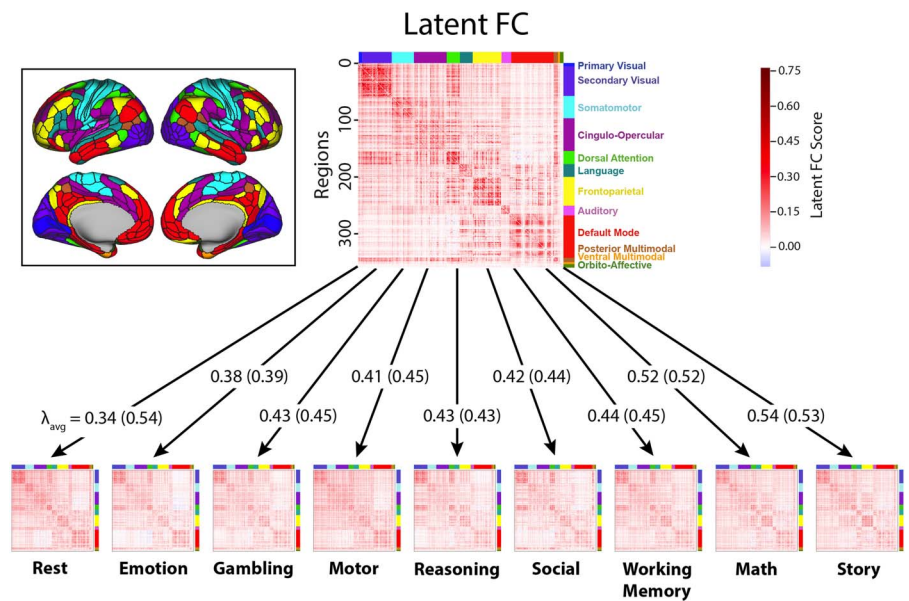 Latent FC
0
100
200
300
Regions
Primary Visual
Secondary Visual
Somatomotor
Cingulo-Opercular
Dorsal Attention
Language
Frontoparietal
Auditory
Default Mode
Posterior Multimodal
Ventral Multimodal
Orbito-Affective
0.75
0.60
0.45
0.30
0.15
0.00
Latent FC Score
λavg = 0.34 (0.54)
0.38 (0.39)
0.43 (0.45)
0.41 (0.45)
0.43 (0.43)
0.42 (0.44)
0.44 (0.45)
0.52 (0.52)
0.54 (0.53)
Rest
Emotion
Gambling
Motor
Reasoning
Social
Working
Memory
Math
Story